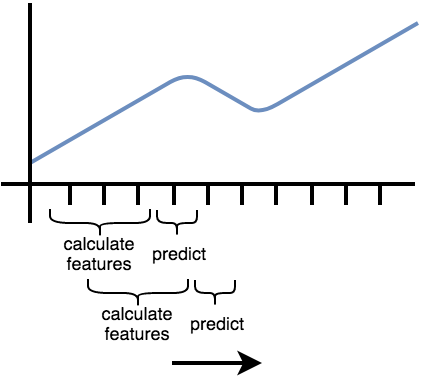 calculate
features
predict
calculate
features
predict